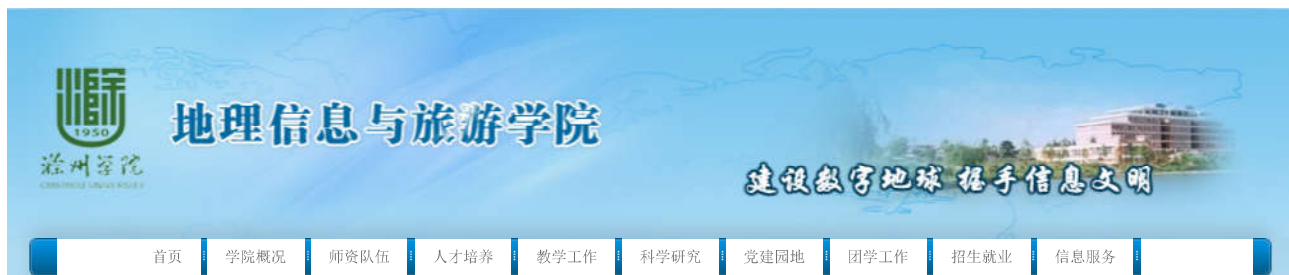 1950
滁州学院
CHUZHOU UNIVERSITY
地理信息与旅游学院
建设数字地球 握手信息文明
首页 学院概况 师资队伍 人才培养 教学工作 科学研究 党建园地 团学工作 招生就业 信息服务